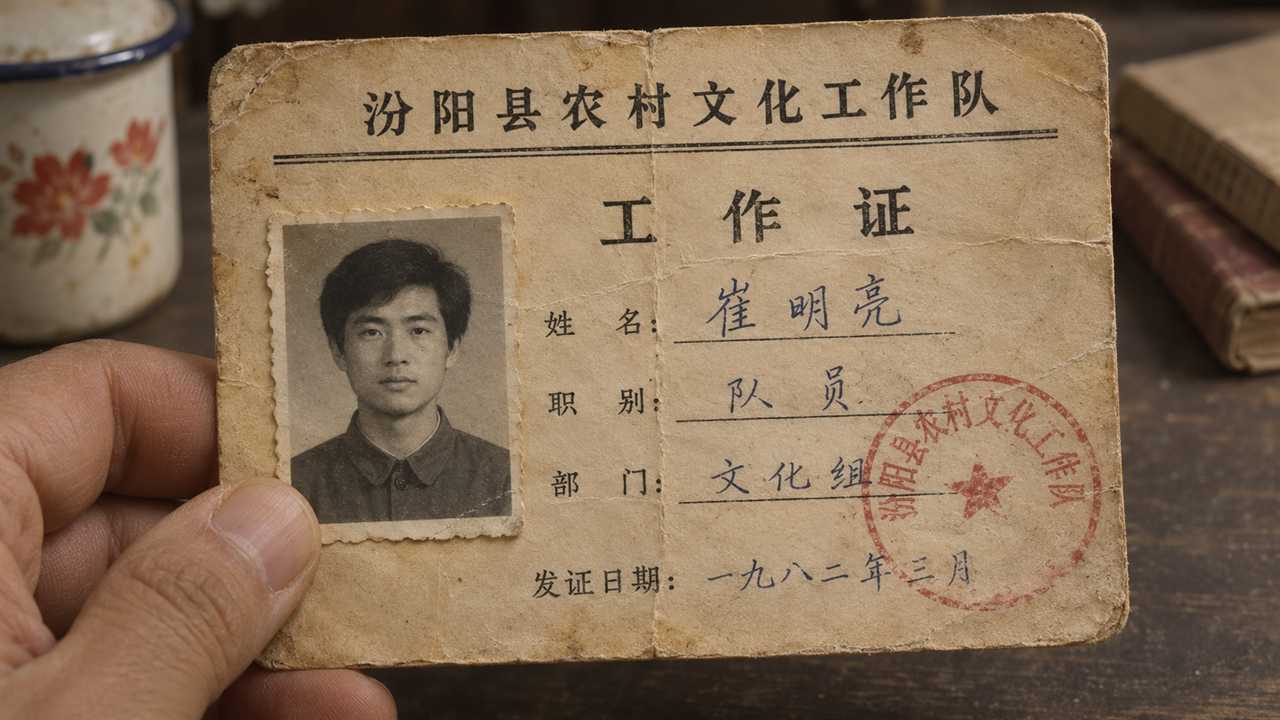 汾阳县农村文化工作队
工作证
姓 名: 崔明亮
职 别: 队员
部 门: 文化组
发证日期: 一九八二年三月
汾阳县农村文化工作队